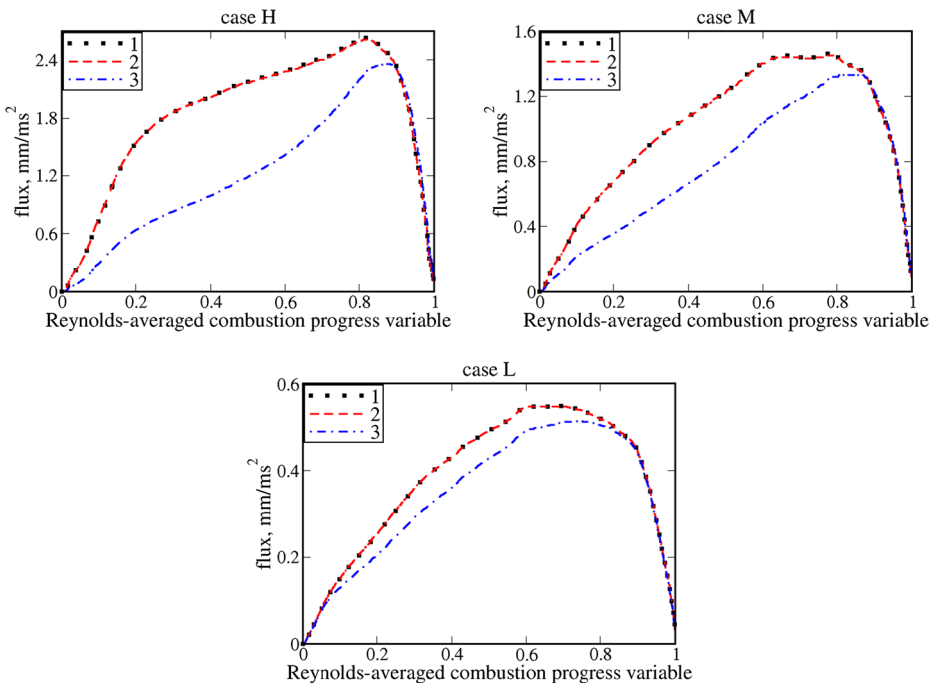 case H
1
2
3
2.4
1.8
1.2
0.6
0
flux, mm/ms²
0 0.2 0.4 0.6 0.8 1
Reynolds-averaged combustion progress variable
case M
1
2
3
1.6
1.2
0.8
0.4
0
flux, mm/ms²
0 0.2 0.4 0.6 0.8 1
Reynolds-averaged combustion progress variable
case L
1
2
3
0.6
0.4
0.2
0
flux, mm/ms²
0 0.2 0.4 0.6 0.8 1
Reynolds-averaged combustion progress variable